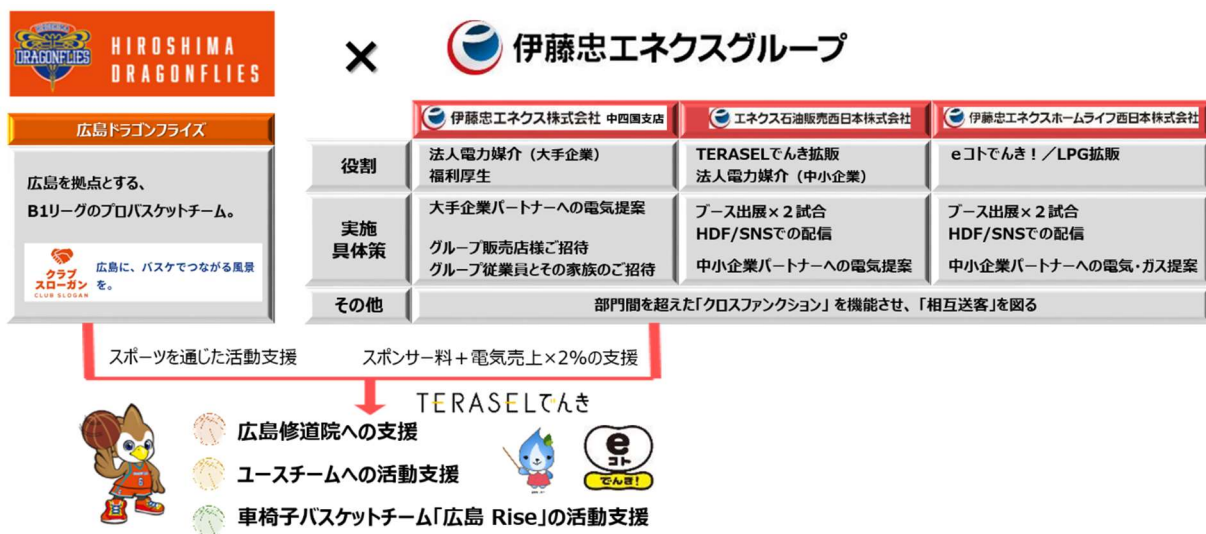 HIROSHIMA
DRAGONFLIES
DRAGONFLIES
×
伊藤忠エネクスグループ
広島ドラゴンフライズ
広島を拠点とする、
B1リーグのプロバスケットチーム。
クラブ
スローガン
CLUB SLOGAN
広島に、バスケでつながる風景
を。
伊藤忠エネクス株式会社 中四国支店
エネクス石油販売西日本株式会社
伊藤忠エネクスホームライフ西日本株式会社
役割
法人電力媒介(大手企業)
福利厚生
TERASELでんき拡販
法人電力媒介(中小企業)
eコトでんき!/LPG拡販
実施
具体策
大手企業パートナーへの電気提案
グループ販売店様ご招待
グループ従業員とその家族のご招待
ブース出展×2試合
HDF/SNSでの配信
中小企業パートナーへの電気提案
ブース出展×2試合
HDF/SNSでの配信
中小企業パートナーへの電気・ガス提案
その他
部門間を超えた「クロスファンクション」を機能させ、「相互送客」を図る
スポーツを通じた活動支援
スポンサー料+電気売上×2%の支援
TERASELでんき
広島修道院への支援
ユースチームへの活動支援
車椅子バスケットチーム「広島 Rise」の活動支援
e
コト
でんき!